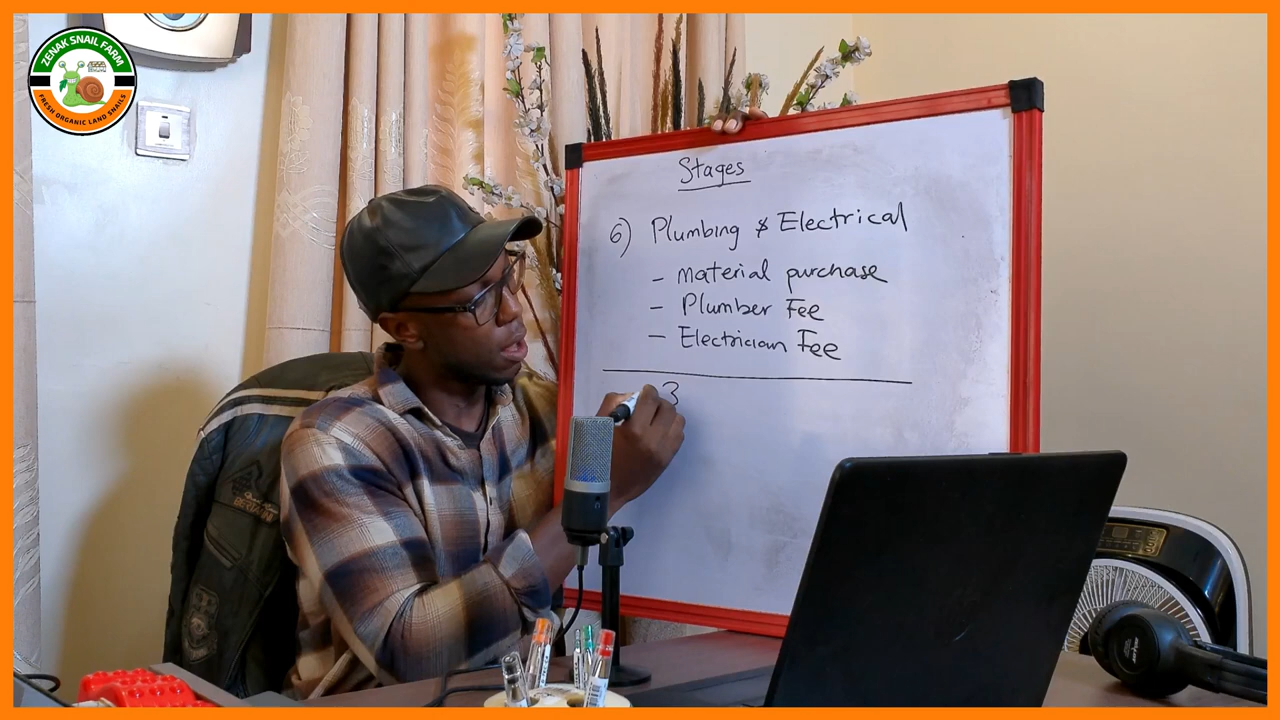 ZENAK SNAIL FARM
FRESH ORGANIC LAND SNAILS
Stages
6) Plumbing & Electrical
- Material purchase
- Plumber Fee
- Electrician Fee
3